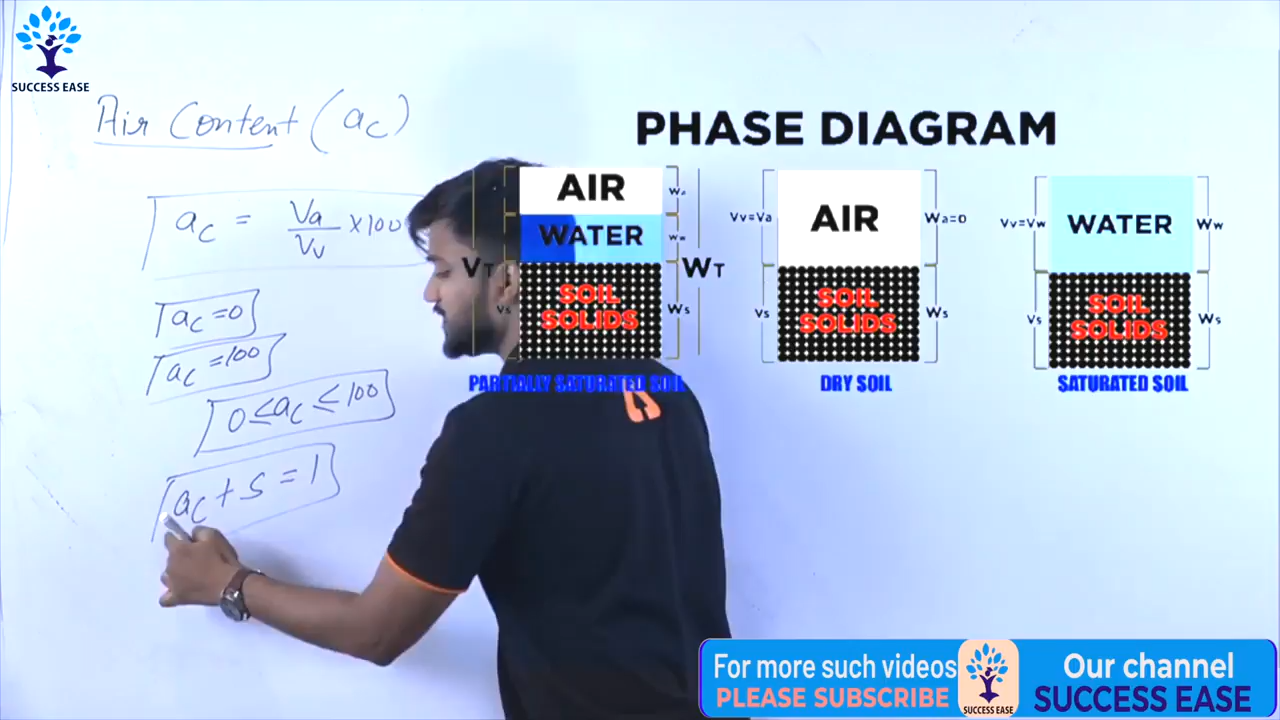 SUCCESS EASE
Air Content (ac)
ac = Va/Vv ×100
ac=0
ac=100
0≤ac≤100
ac+s=1
PHASE DIAGRAM
AIR
WATER
SOIL
SOLIDS
VT
Vs
WT
Ws
PARTIALLY SATURATED SOIL
Vv=Va
AIR
Wa=0
Vs
SOIL
SOLIDS
Ws
DRY SOIL
Vv=Vw
WATER
Ww
Vs
SOIL
SOLIDS
Ws
SATURATED SOIL
For more such videos
PLEASE SUBSCRIBE
SUCCESS EASE
Our channel
SUCCESS EASE